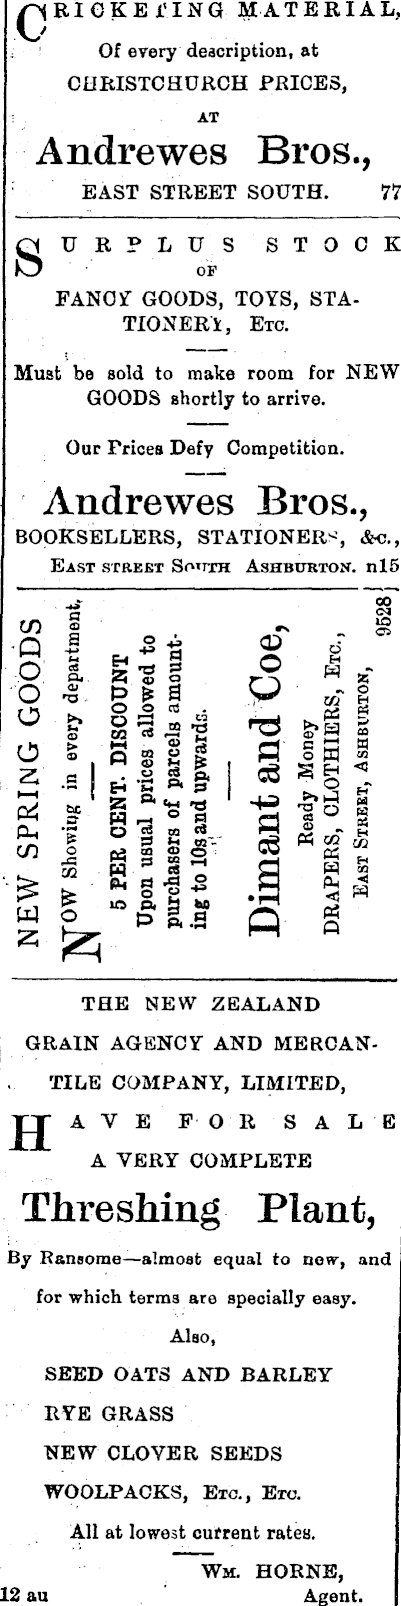 CRICKETING MATERIAL,
Of every description, at
CHRISTCHURCH PRICES,
AT
Andrewes Bros.,
EAST STREET SOUTH. 77
SURPLUS STOCK
OF
FANCY GOODS, TOYS, STA-
TIONERY, ETC.
Must be sold to make room for NEW
GOODS shortly to arrive.
Our Prices Defy Competition.
Andrewes Bros.,
BOOKSELLERS, STATIONERS, &c.,
EAST STREET SOUTH ASHBURTON. n15
NEW SPRING GOODS
Now Showing in every department,
5 PER CENT. DISCOUNT
Upon usual prices allowed to
purchasers of parcels amount-
ing to 10s and upwards.
Dimant and Coe,
Ready Money
DRAPERS, CLOTHIERS, ETC.,
EAST STREET, ASHBURTON,
9528
THE NEW ZEALAND
GRAIN AGENCY AND MERCAN-
TILE COMPANY, LIMITED,
HAVE FOR SALE
A VERY COMPLETE
Threshing Plant,
By Ransome—almost equal to new, and
for which terms are specially easy.
Also,
SEED OATS AND BARLEY
RYE GRASS
NEW CLOVER SEEDS
WOOLPACKS, ETC., ETC.
All at lowest current rates.
WM. HORNE,
12 au Agent.